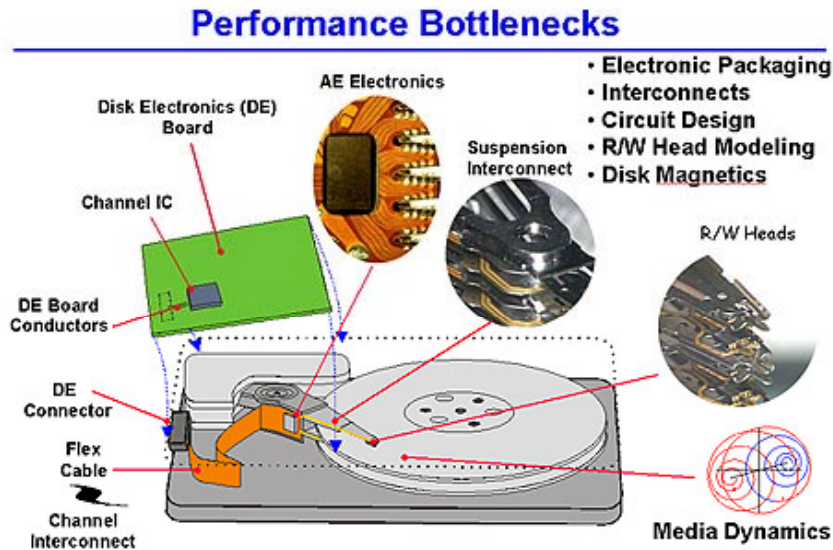 Performance Bottlenecks
• Electronic Packaging
• Interconnects
• Circuit Design
• R/W Head Modeling
• Disk Magnetics
AE Electronics
Disk Electronics (DE)
Board
Suspension
Interconnect
Channel IC
R/W Heads
DE Board
Conductors
DE
Connector
Flex
Cable
Channel
Interconnect
Media Dynamics